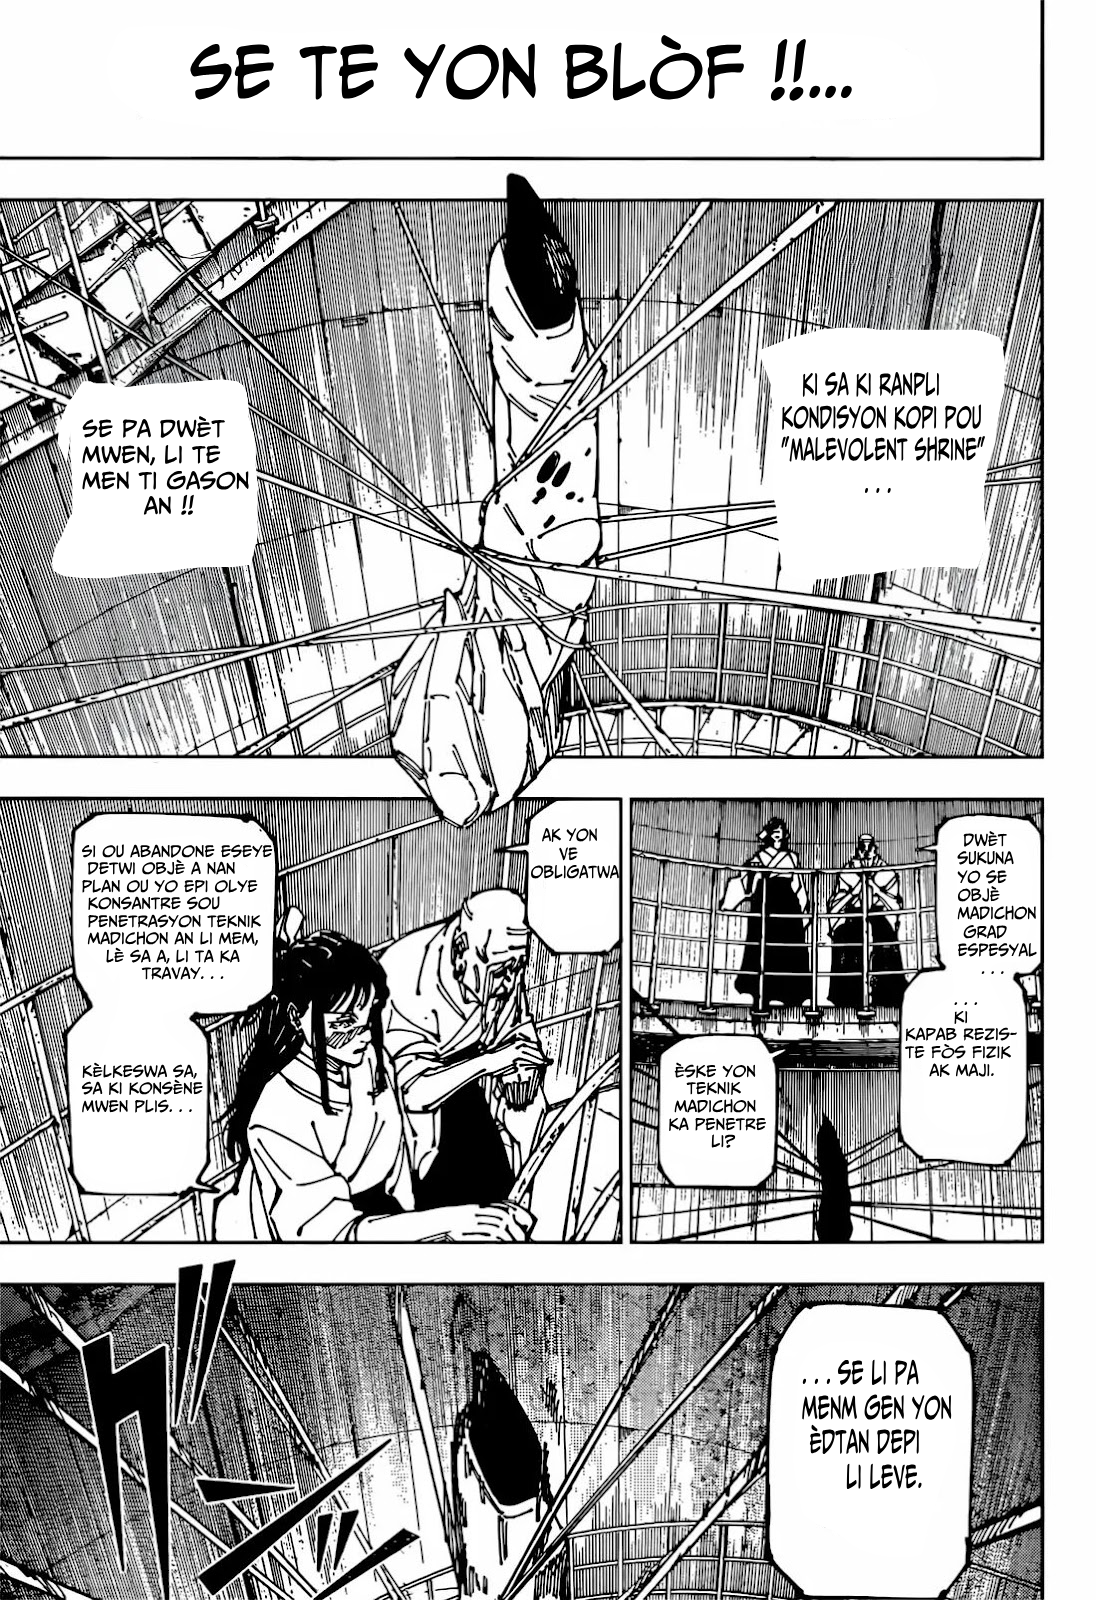 SE TE YON BLÒF !!...
KI SA KI RANPLI
KONDISYON KOPI POU
"MALEVOLENT SHRINE"
...
SE PA DWÈT
MWEN, LI TE
MEN TI GASON
AN !!
DWÈT
SUKUNA
YO SE
OBJÈ
MADICHON
GRAD
ESPESYAL
...
...
KI
KAPAB REZIS-
TE FÒS FIZIK
AK MAJI.
ÈSKE YON
TEKNIK
MADICHON
KA PENETRE
LI?
AK YON
VE
OBLIGATWA
SI OU ABANDONE ESEYE
DETWI OBJÈ A NAN
PLAN OU YO EPI OLYE
KONSANTRE SOU
PENETRASYON TEKNIK
MADICHON AN LI MEM,
LÈ SA A, LI TA KA
TRAVAY...
KÈLKESWA SA,
SA KI KONSÈNE
MWEN PLIS...
...SE LI PA
MENM GEN YON
ÈDTAN DEPI
LI LEVE.